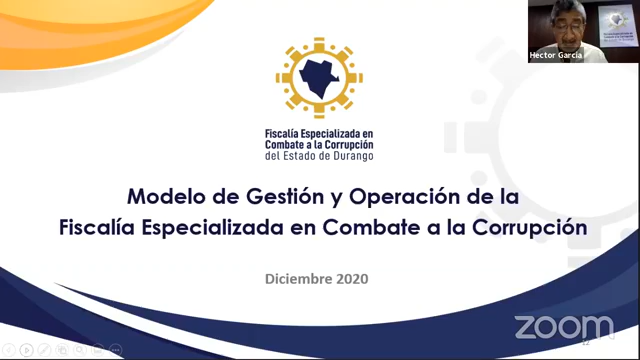 Hector García
Fiscalía Especializada en
Combate a la Corrupción
del Estado de Durango
Modelo de Gestión y Operación de la
Fiscalía Especializada en Combate a la Corrupción
Diciembre 2020
zoom